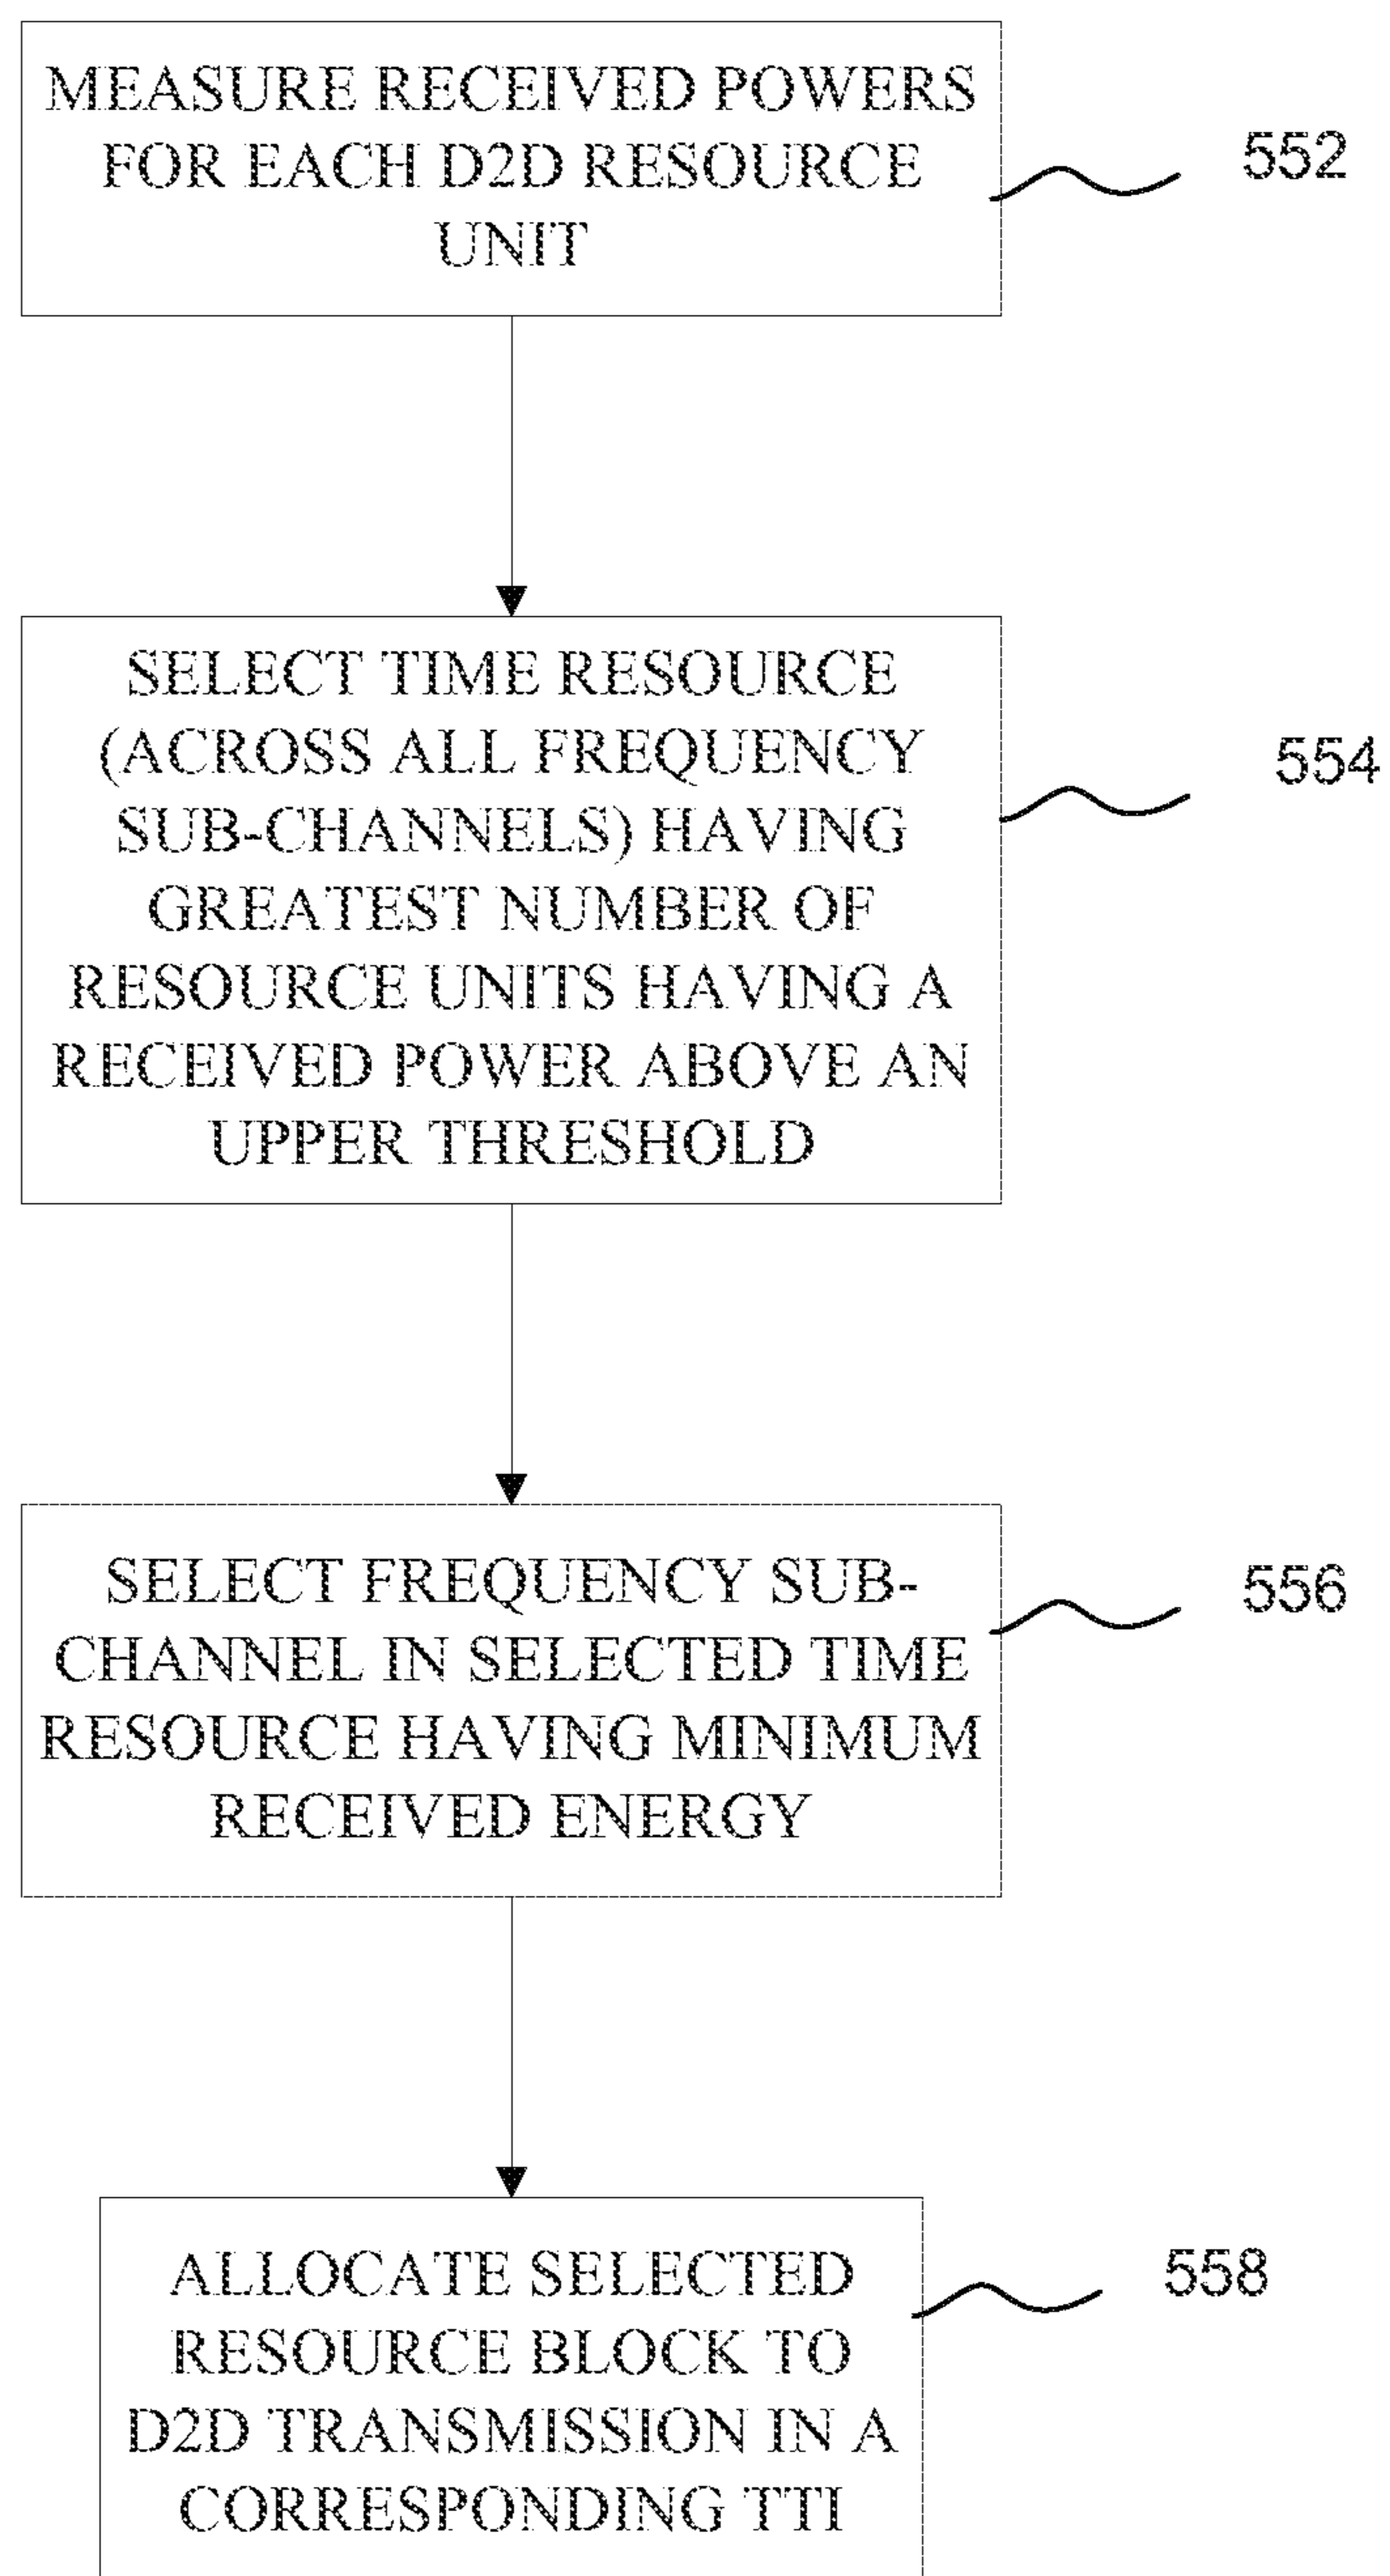 MEASURE RECEIVED POWERS
FOR EACH D2D RESOURCE
UNIT
552
SELECT TIME RESOURCE
(ACROSS ALL FREQUENCY
SUB-CHANNELS) HAVING
GREATEST NUMBER OF
RESOURCE UNITS HAVING A
RECEIVED POWER ABOVE AN
UPPER THRESHOLD
554
SELECT FREQUENCY SUB-
CHANNEL IN SELECTED TIME
RESOURCE HAVING MINIMUM
RECEIVED ENERGY
556
ALLOCATE SELECTED
RESOURCE BLOCK TO
D2D TRANSMISSION IN A
CORRESPONDING TTI
558